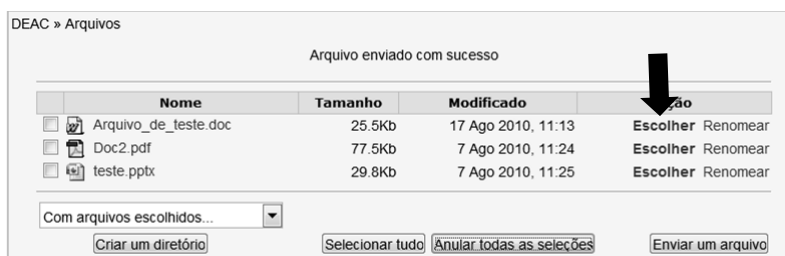 DEAC » Arquivos
Arquivo enviado com sucesso
Nome Tamanho Modificado
Arquivo_de_teste.doc 25.5Kb 17 Ago 2010, 11:13 Escolher Renomear
Doc2.pdf 77.5Kb 7 Ago 2010, 11:24 Escolher Renomear
teste.pptx 29.8Kb 7 Ago 2010, 11:25 Escolher Renomear
Com arquivos escolhidos...
Criar um diretório Selecionar tudo Anular todas as seleções Enviar um arquivo